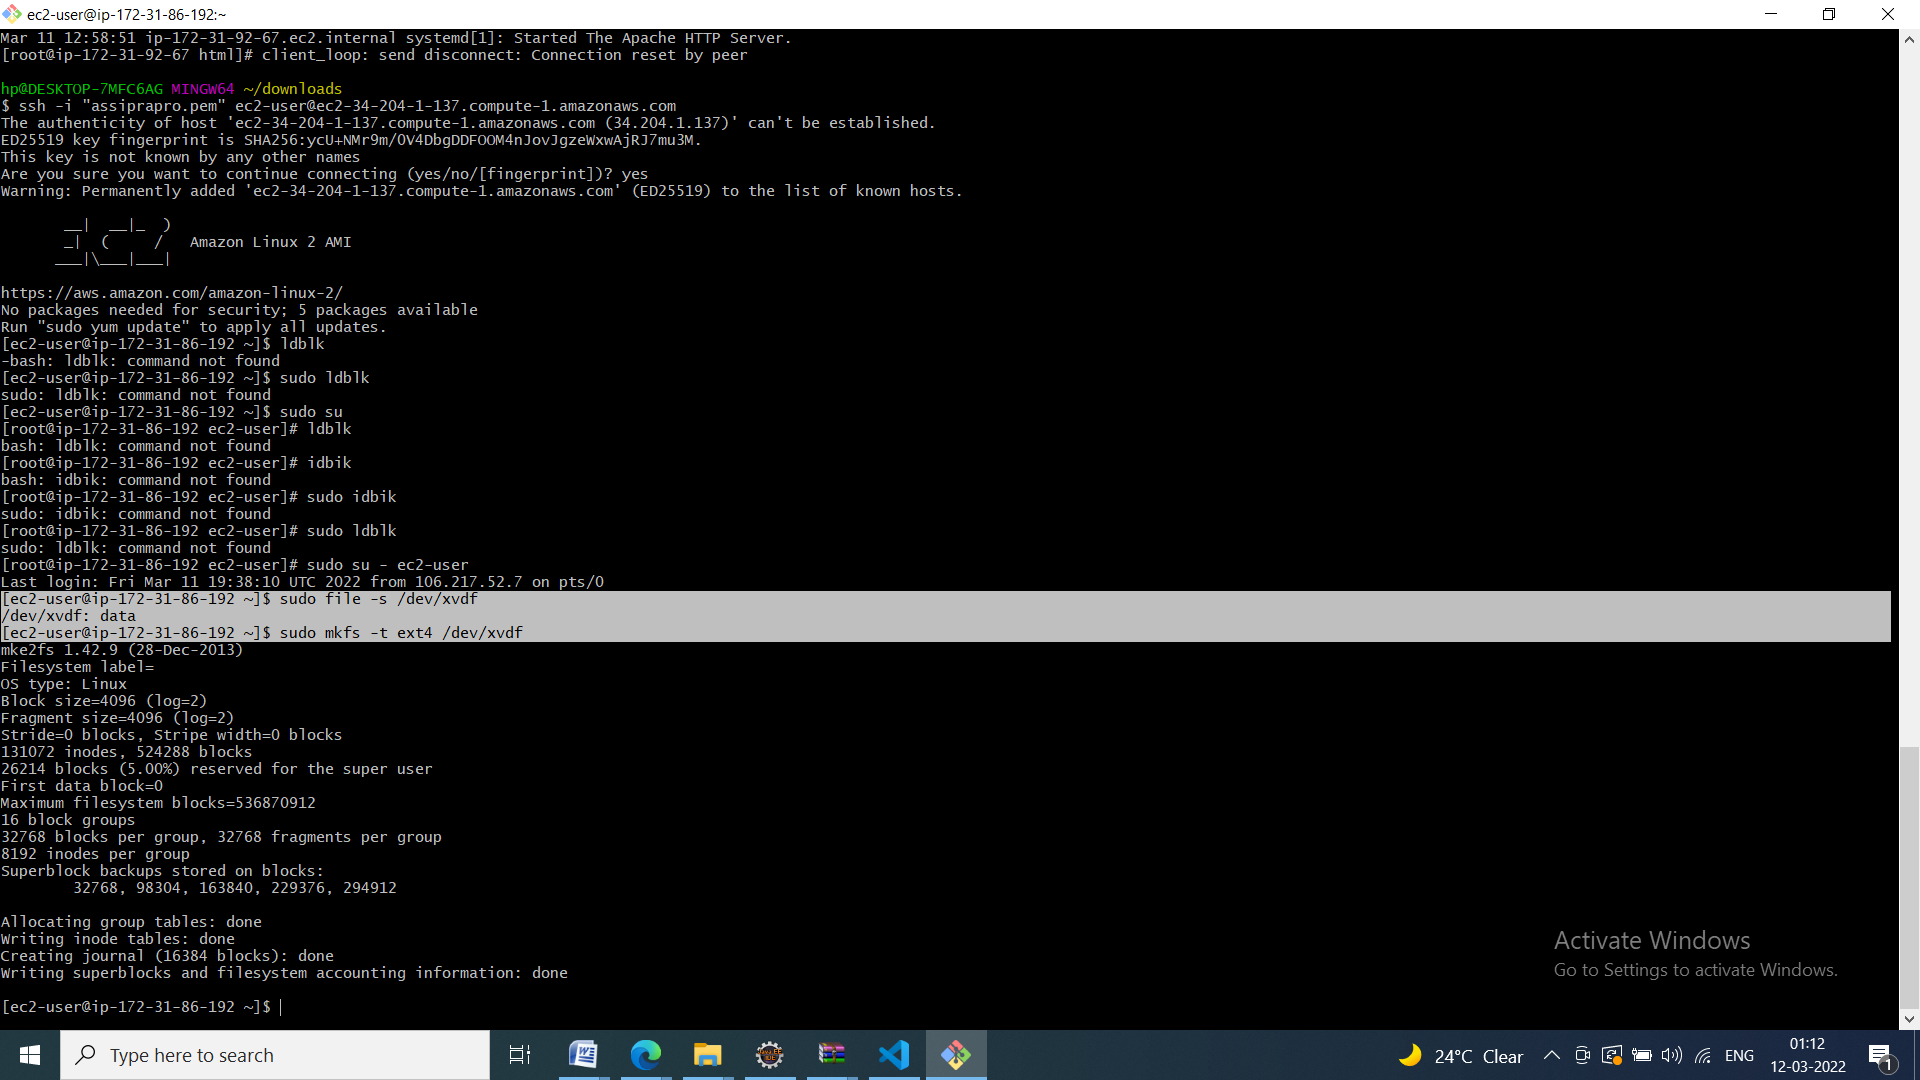 ec2-user@ip-172-31-86-192:~
Mar 11 12:58:51 ip-172-31-92-67.ec2.internal systemd[1]: Started The Apache HTTP Server.
[root@ip-172-31-92-67 html]# client_loop: send disconnect: Connection reset by peer
hp@DESKTOP-7MFC6AG MINGW64 ~/downloads
$ ssh -i "assiprapro.pem" ec2-user@ec2-34-204-1-137.compute-1.amazonaws.com
The authenticity of host 'ec2-34-204-1-137.compute-1.amazonaws.com (34.204.1.137)' can't be established.
ED25519 key fingerprint is SHA256:ycU+NMr9m/OV4DbgDDFOOM4nJovJgzeWxwAjRJ7mu3M.
This key is not known by any other names
Are you sure you want to continue connecting (yes/no/[fingerprint])? yes
Warning: Permanently added 'ec2-34-204-1-137.compute-1.amazonaws.com' (ED25519) to the list of known hosts.
__|  __|_  )
_|  (     /   Amazon Linux 2 AMI
___|\___|___|
https://aws.amazon.com/amazon-linux-2/
No packages needed for security; 5 packages available
Run "sudo yum update" to apply all updates.
[ec2-user@ip-172-31-86-192 ~]$ ldblk
-bash: ldblk: command not found
[ec2-user@ip-172-31-86-192 ~]$ sudo ldblk
sudo: ldblk: command not found
[ec2-user@ip-172-31-86-192 ~]$ sudo su
[root@ip-172-31-86-192 ec2-user]# ldblk
bash: ldblk: command not found
[root@ip-172-31-86-192 ec2-user]# idbik
bash: idbik: command not found
[root@ip-172-31-86-192 ec2-user]# sudo idbik
sudo: idbik: command not found
[root@ip-172-31-86-192 ec2-user]# sudo ldblk
sudo: ldblk: command not found
[root@ip-172-31-86-192 ec2-user]# sudo su - ec2-user
Last login: Fri Mar 11 19:38:10 UTC 2022 from 106.217.52.7 on pts/0
[ec2-user@ip-172-31-86-192 ~]$ sudo file -s /dev/xvdf
/dev/xvdf: data
[ec2-user@ip-172-31-86-192 ~]$ sudo mkfs -t ext4 /dev/xvdf
mke2fs 1.42.9 (28-Dec-2013)
Filesystem label=
OS type: Linux
Block size=4096 (log=2)
Fragment size=4096 (log=2)
Stride=0 blocks, Stripe width=0 blocks
131072 inodes, 524288 blocks
26214 blocks (5.00%) reserved for the super user
First data block=0
Maximum filesystem blocks=536870912
16 block groups
32768 blocks per group, 32768 fragments per group
8192 inodes per group
Superblock backups stored on blocks:
32768, 98304, 163840, 229376, 294912
Allocating group tables: done
Writing inode tables: done
Creating journal (16384 blocks): done
Writing superblocks and filesystem accounting information: done
[ec2-user@ip-172-31-86-192 ~]$
Activate Windows
Go to Settings to activate Windows.
Type here to search
24°C Clear
ENG
01:12
12-03-2022
1